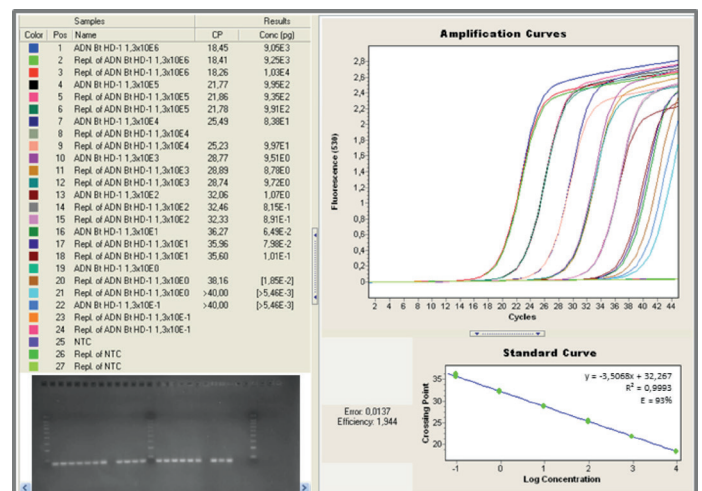 Samples Results
Color Pos Name CP Conc (pg)
1 ADN Bt HD-1 1,3x10E6 18,45 9,05E3
2 Repl. of ADN Bt HD-1 1,3x10E6 18,41 9,25E3
3 Repl. of ADN Bt HD-1 1,3x10E6 18,26 1,03E4
4 ADN Bt HD-1 1,3x10E5 21,77 9,95E2
5 Repl. of ADN Bt HD-1 1,3x10E5 21,86 9,35E2
6 Repl. of ADN Bt HD-1 1,3x10E5 21,78 9,91E2
7 ADN Bt HD-1 1,3x10E4 25,49 8,38E1
8 Repl. of ADN Bt HD-1 1,3x10E4
9 Repl. of ADN Bt HD-1 1,3x10E4 25,23 9,97E1
10 ADN Bt HD-1 1,3x10E3 28,77 9,51E0
11 Repl. of ADN Bt HD-1 1,3x10E3 28,89 8,78E0
12 Repl. of ADN Bt HD-1 1,3x10E3 28,74 9,72E0
13 ADN Bt HD-1 1,3x10E2 32,06 1,07E0
14 Repl. of ADN Bt HD-1 1,3x10E2 32,46 8,15E-1
15 Repl. of ADN Bt HD-1 1,3x10E2 32,33 8,91E-1
16 ADN Bt HD-1 1,3x10E1 36,27 6,49E-2
17 Repl. of ADN Bt HD-1 1,3x10E1 35,96 7,98E-2
18 Repl. of ADN Bt HD-1 1,3x10E1 35,60 1,01E-1
19 ADN Bt HD-1 1,3x10E0
20 Repl. of ADN Bt HD-1 1,3x10E0 38,16 [1,85E-2]
21 Repl. of ADN Bt HD-1 1,3x10E0 >40,00 [>5,46E-3]
22 ADN Bt HD-1 1,3x10E-1 >40,00 [>5,46E-3]
23 Repl. of ADN Bt HD-1 1,3x10E-1
24 Repl. of ADN Bt HD-1 1,3x10E-1
25 NTC
26 Repl. of NTC
27 Repl. of NTC
Amplification Curves
Fluorescence (530)
2,8
2,6
2,4
2,2
2
1,8
1,6
1,4
1,2
1
0,8
0,6
0,4
0,2
0
2 4 6 8 10 12 14 16 18 20 22 24 26 28 30 32 34 36 38 40 42 44
Cycles
Error: 0,0137
Efficiency: 1,944
Standard Curve
y = -3,5068x + 32,267
R² = 0,9993
E = 93%
Crossing Point
35
30
25
20
-1 0 1 2 3 4
Log Concentration